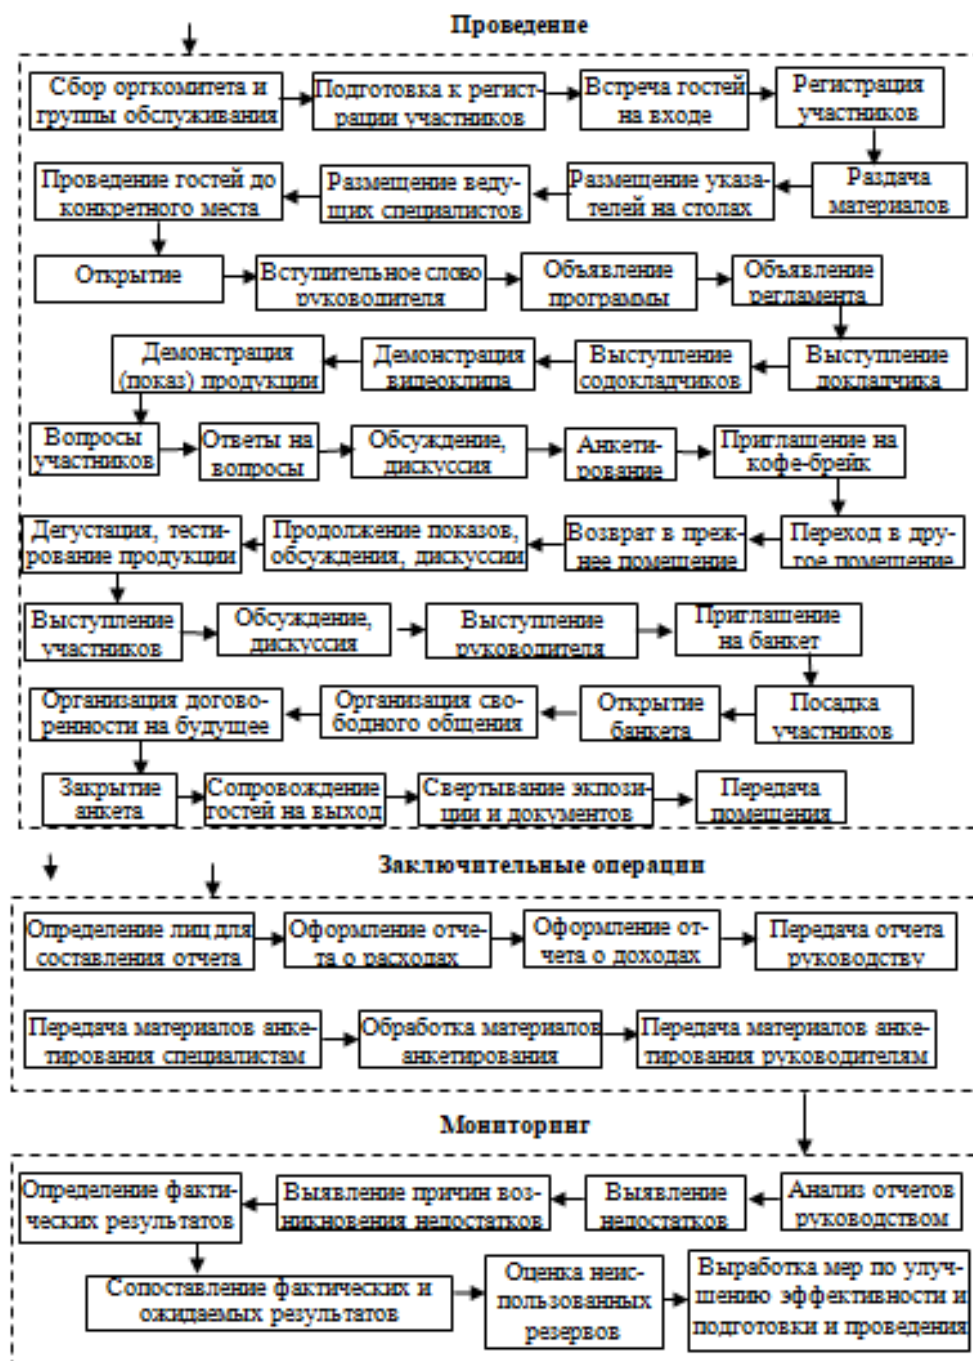 Проведение
Сбор оргкомитета и
группы обслуживания
Подготовка к регист-
рации участников
Встреча гостей
на входе
Регистрация
участников
Раздача
материалов
Размещение указа-
телей на столах
Размещение веду-
щих специалистов
Проведение гостей до
конкретного места
Открытие
Вступительное слово
руководителя
Объявление
программы
Объявление
регламента
Выступление
докладчика
Выступление
содокладчиков
Демонстрация
видеоклипа
Демонстрация
(показ) продукции
Вопросы
участников
Ответы на
вопросы
Обсуждение,
дискуссия
Анкети-
рование
Приглашение на
кофе-брейк
Переход в дру-
гое помещение
Возврат в преж-
нее помещение
Продолжение показов,
обсуждения, дискуссии
Дегустация, тести-
рование продукции
Выступление
участников
Обсуждение,
дискуссия
Выступление
руководителя
Приглашение
на банкет
Посадка
участников
Открытие
банкета
Организация сво-
бодного общения
Организация догово-
ренности на будущее
Закрытие
анкета
Сопровождение
гостей на выход
Свертывание экпози-
ции и документов
Передача
помещения
Заключительные операции
Определение лиц для
составления отчета
Оформление отче-
та о расходах
Оформление от-
чета о доходах
Передача отчета
руководству
Передача материалов анке-
тирования специалистам
Обработка материалов
анкетирования
Передача материалов анке-
тирования руководителям
Мониторинг
Анализ отчетов
руководством
Выявление
недостатков
Выявление причин воз-
никновения недостатков
Определение факти-
ческих результатов
Сопоставление фактических и
ожидаемых результатов
Оценка неис-
пользованных
резервов
Выработка мер по улуч-
шению эффективности и
подготовки и проведения